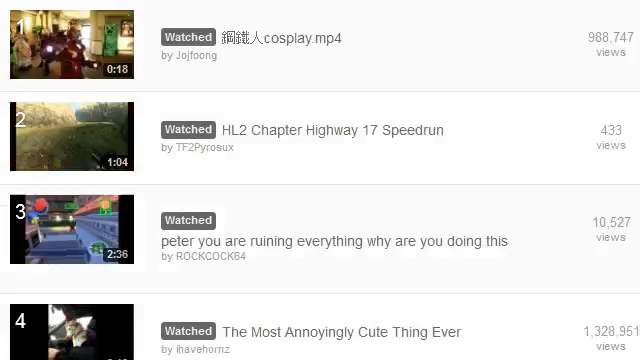 1
0:18
Watched 鋼鐵人cosplay.mp4
by Jojfoong
988,747
views
2
1:04
Watched HL2 Chapter Highway 17 Speedrun
by TF2Pyrosux
433
views
3
2:36
Watched
peter you are ruining everything why are you doing this
by ROCKCOCK64
10,527
views
4
Watched The Most Annoyingly Cute Thing Ever
by ihavehornz
1,328,951
views